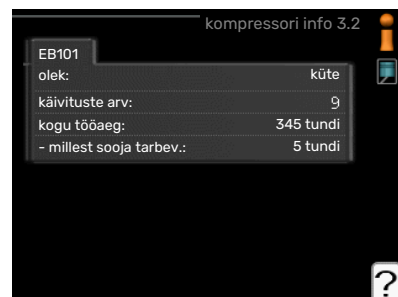 kompressori info 3.2
EB101
olek: küte
käivituste arv: 9
kogu tööaeg: 345 tundi
- millest sooja tarbev.: 5 tundi
?